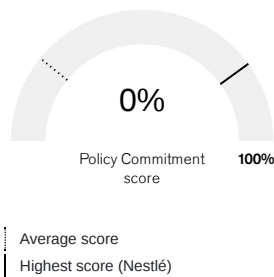 0%
Policy Commitment 100%
score
Average score
Highest score (Nestlé)